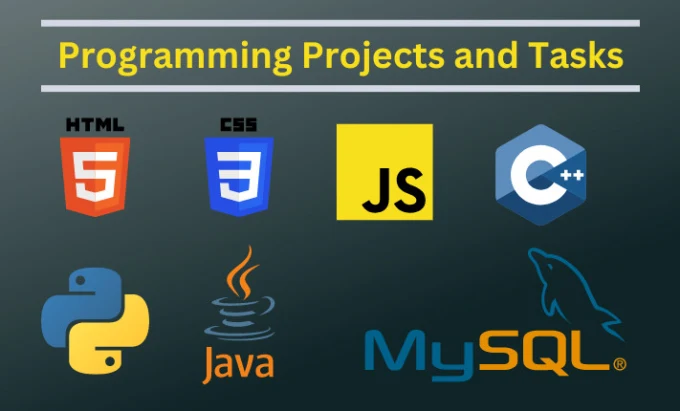 Programming Projects and Tasks
HTML
5
CSS
3
JS
C++
Java
MySQL®